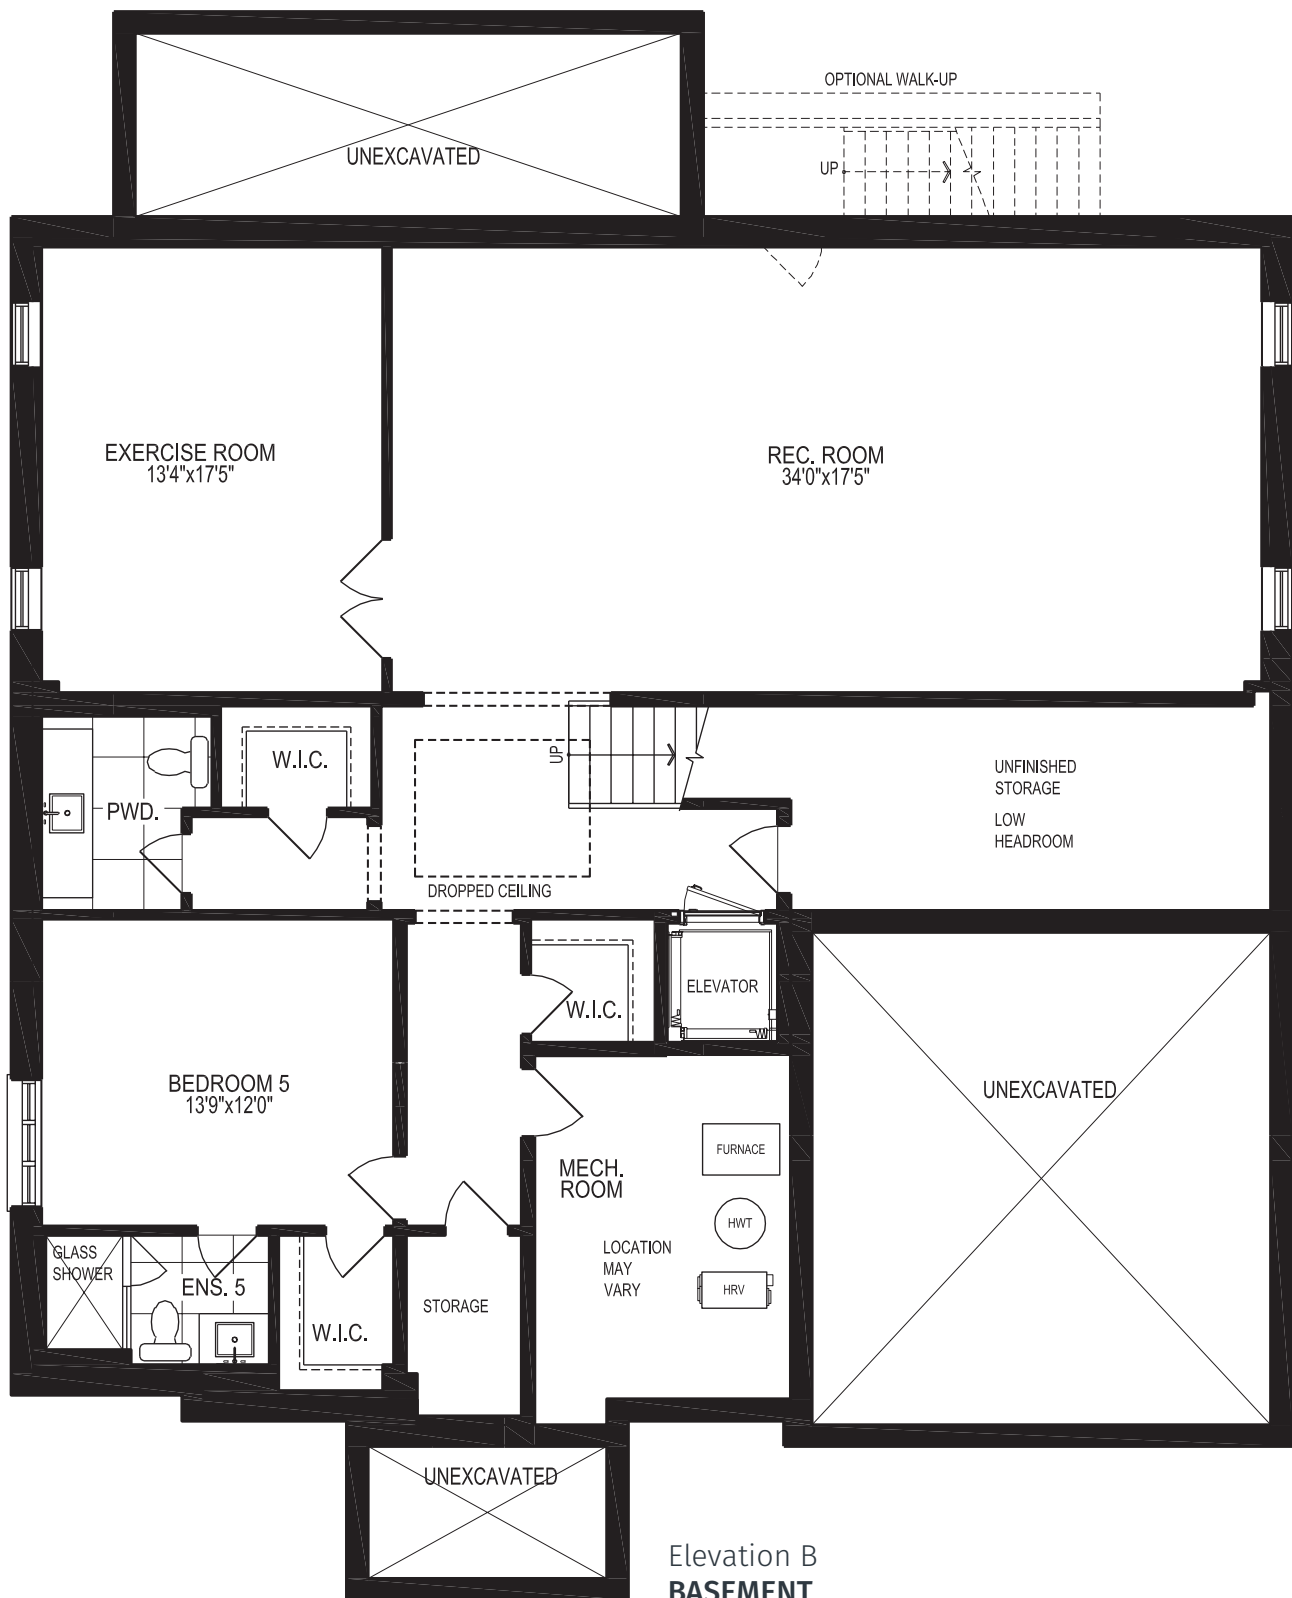 OPTIONAL WALK-UP
UNEXCAVATED
UP
EXERCISE ROOM
13'4"x17'5"
REC. ROOM
34'0"x17'5"
UP
W.I.C.
PWD.
UNFINISHED
STORAGE
LOW
HEADROOM
DROPPED CEILING
ELEVATOR
W.I.C.
BEDROOM 5
13'9"x12'0"
UNEXCAVATED
FURNACE
MECH.
ROOM
HWT
LOCATION
MAY
VARY
HRV
GLASS
SHOWER
ENS. 5
STORAGE
W.I.C.
UNEXCAVATED
Elevation B
BASEMENT